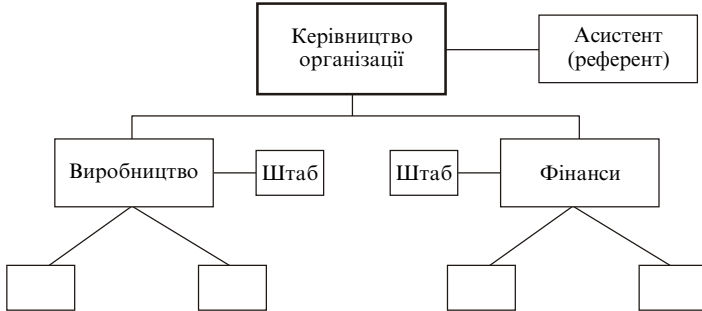 Керівництво
організації
Асистент
(референт)
Виробництво
Штаб
Штаб
Фінанси